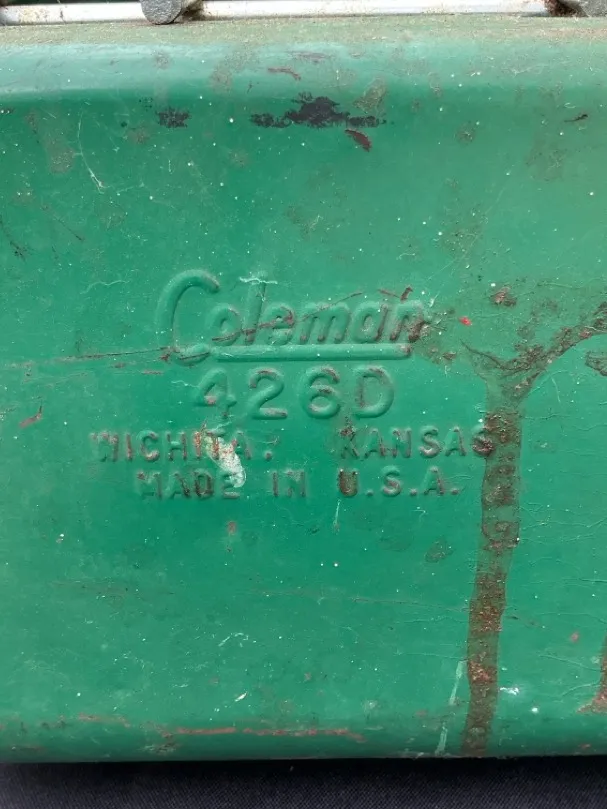 Coleman
426D
WICHITA, KANSAS
MADE IN U.S.A.